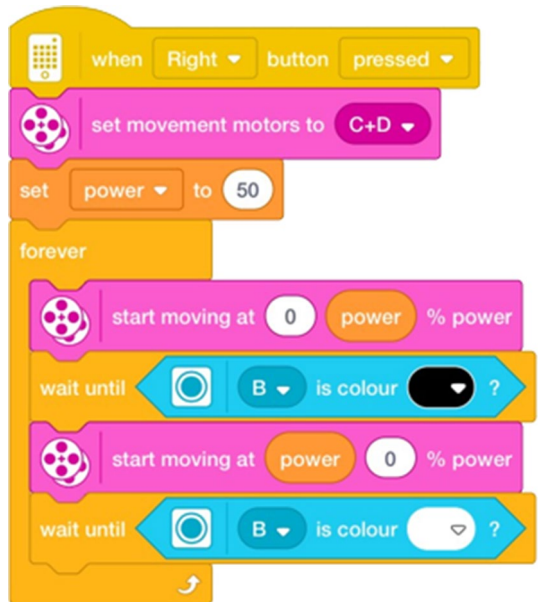 when Right button pressed
set movement motors to C+D
set power to 50
forever
start moving at 0 power % power
wait until B is colour ?
start moving at power 0 % power
wait until B is colour ?